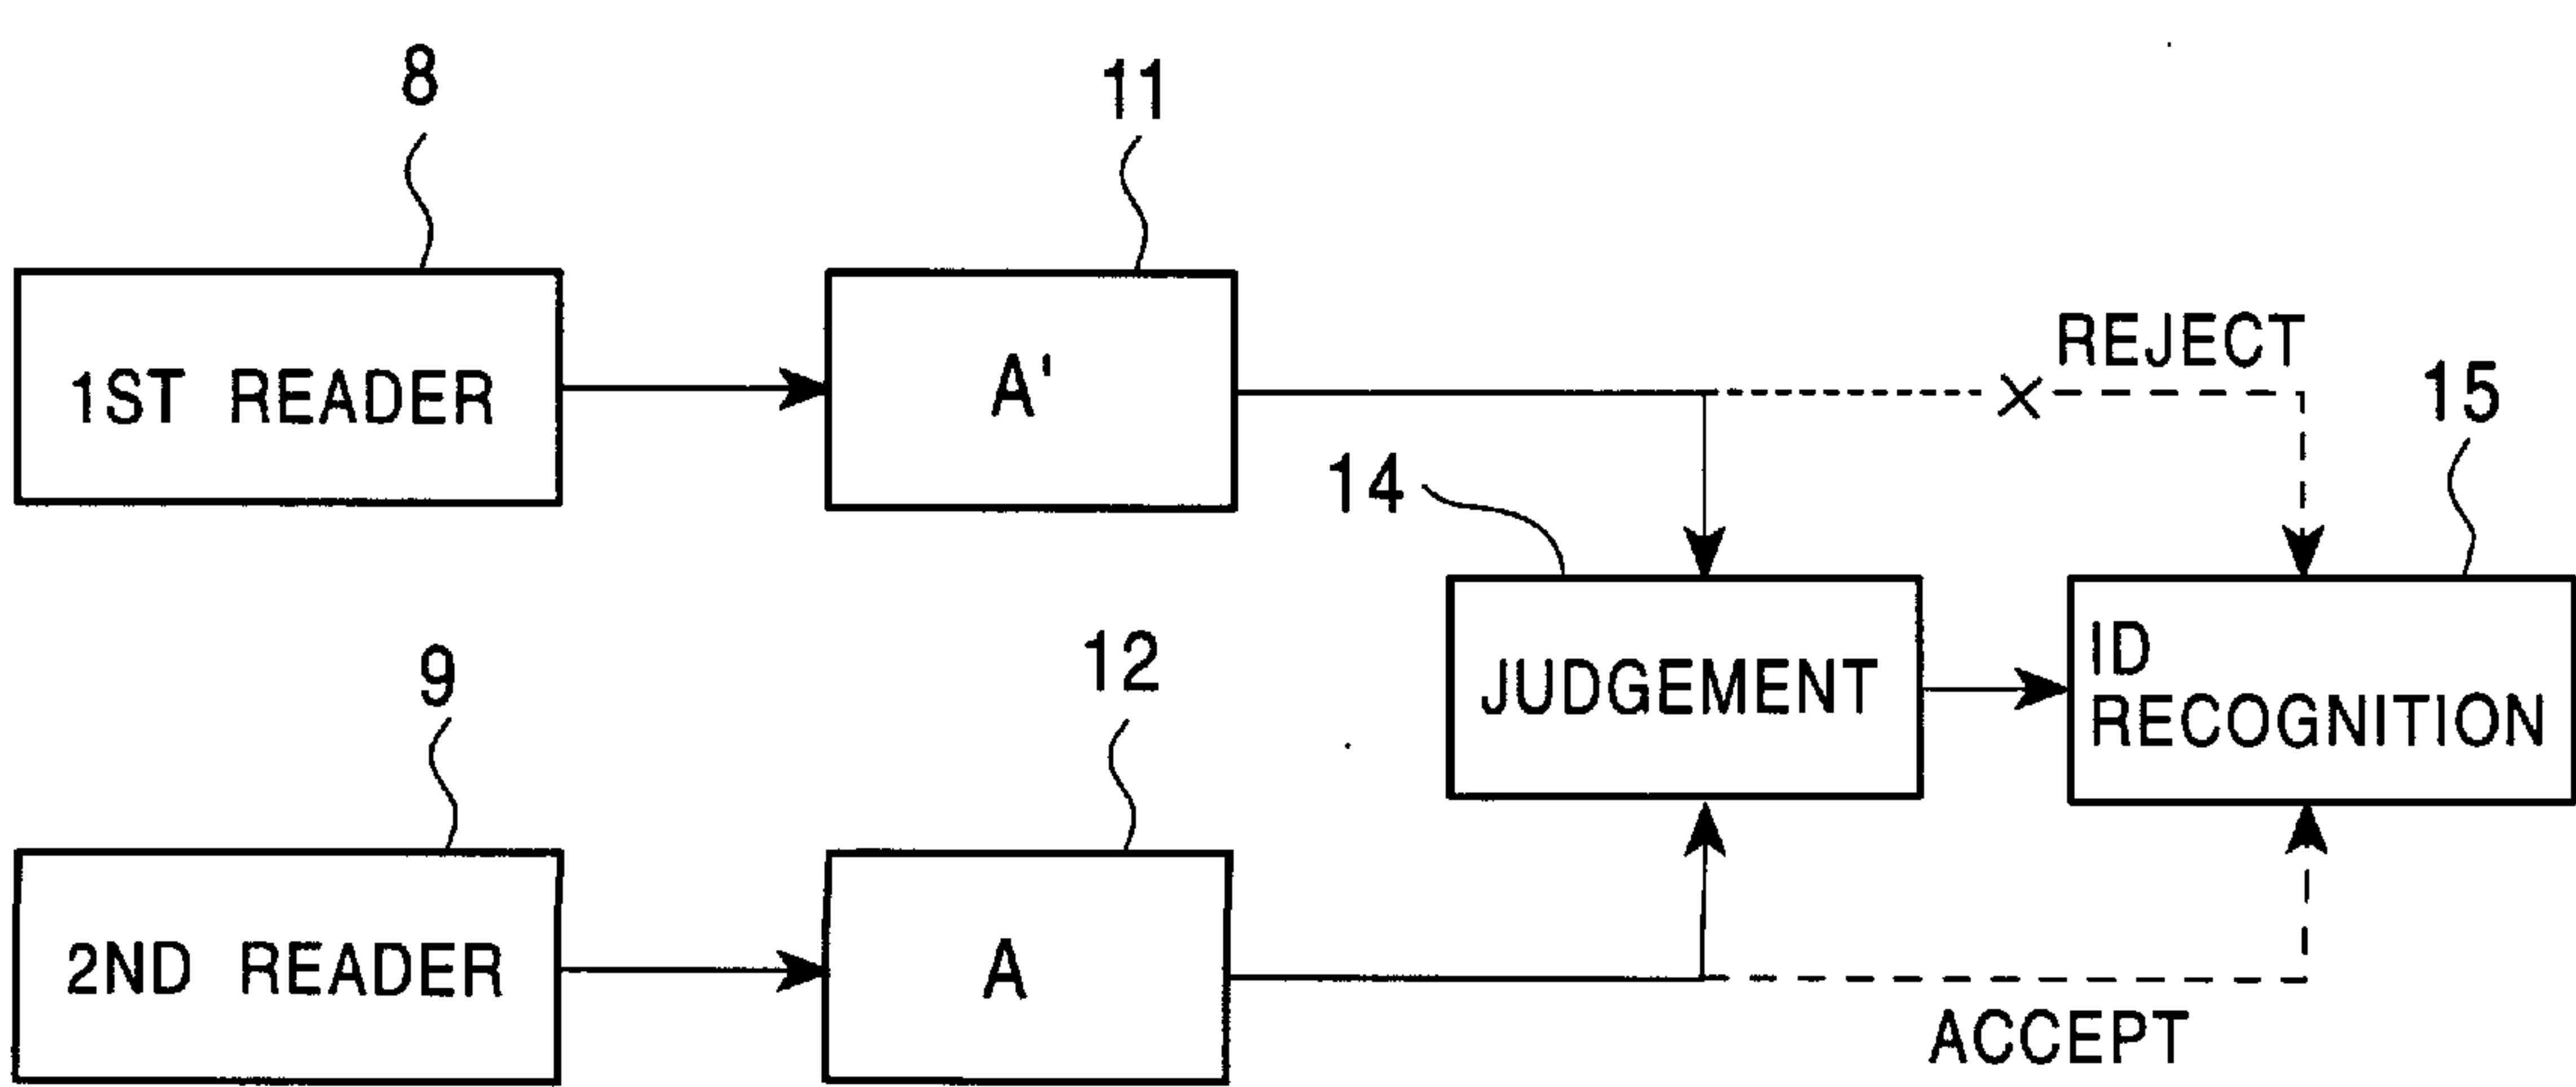 8
11
1ST READER
A'
REJECT
15
14
9
12
JUDGEMENT
ID
RECOGNITION
2ND READER
A
ACCEPT